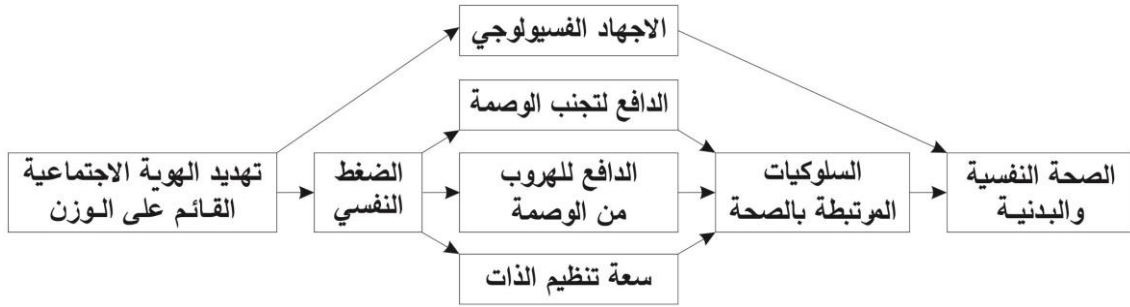 الاجهاد الفسيولوجي
الدافع لتجنب الوصمة
تهديد الهوية الاجتماعية
القائم على الوزن
الضغط
النفسي
الدافع للهروب
من الوصمة
السلوكيات
المرتبطة بالصحة
الصحة النفسية
والبدنية
سعة تنظيم الذات